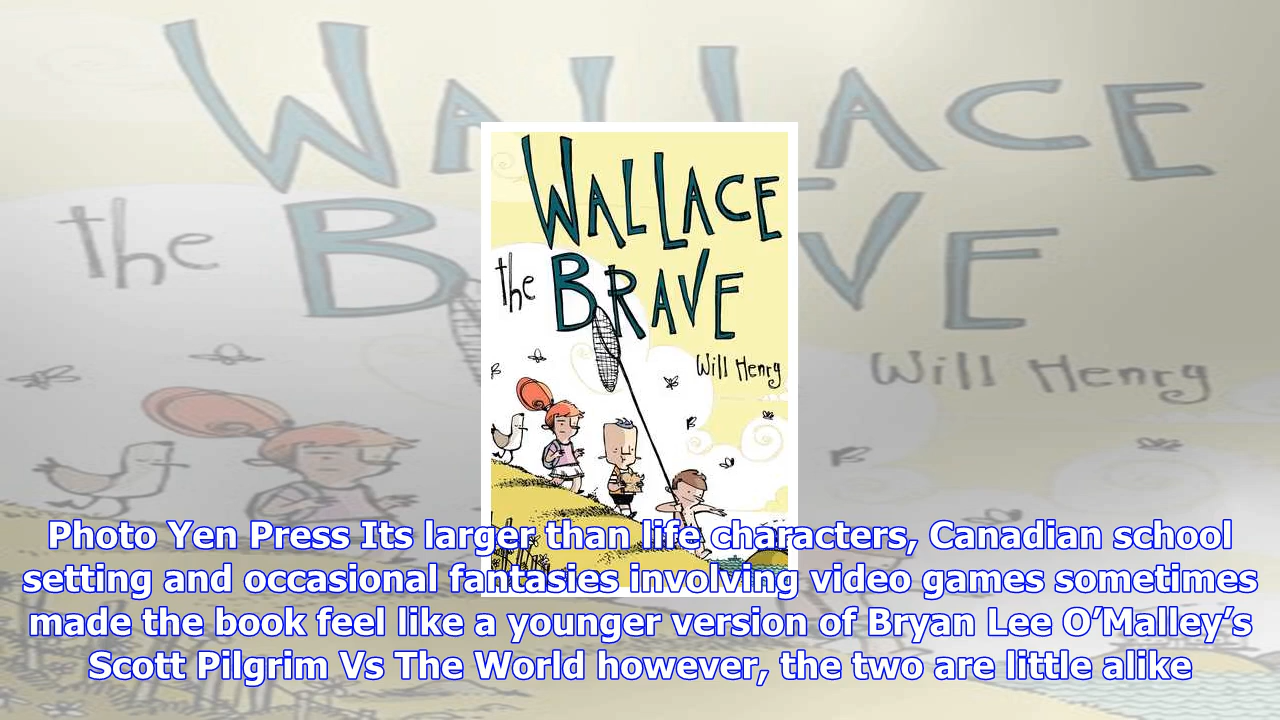 WALLACE
the BRAVE
Will Henry
WALLACE
the BRAVE
Will Henry
Photo Yen Press Its larger than life characters, Canadian school
setting and occasional fantasies involving video games sometimes
made the book feel like a younger version of Bryan Lee O’Malley’s
Scott Pilgrim Vs The World however, the two are little alike